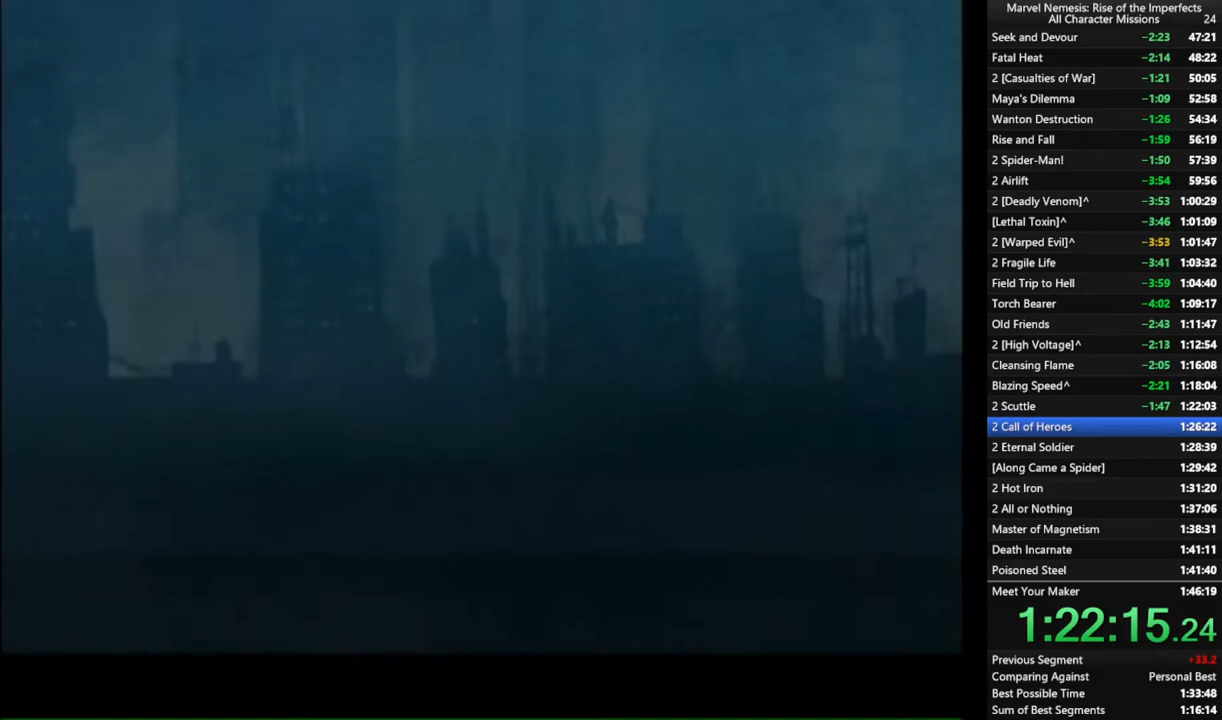 Marvel Nemesis: Rise of the Imperfects
All Character Missions 24
Seek and Devour −2:23 47:21
Fatal Heat −2:14 48:22
2 [Casualties of War] −1:21 50:05
Maya's Dilemma −1:09 52:58
Wanton Destruction −1:26 54:34
Rise and Fall −1:59 56:19
2 Spider-Man! −1:50 57:39
2 Airlift −3:54 59:56
2 [Deadly Venom]^ −3:53 1:00:29
[Lethal Toxin]^ −3:46 1:01:09
2 [Warped Evil]^ −3:53 1:01:47
2 Fragile Life −3:41 1:03:32
Field Trip to Hell −3:59 1:04:40
Torch Bearer −4:02 1:09:17
Old Friends −2:43 1:11:47
2 [High Voltage]^ −2:13 1:12:54
Cleansing Flame −2:05 1:16:08
Blazing Speed^ −2:21 1:18:04
2 Scuttle −1:47 1:22:03
2 Call of Heroes 1:26:22
2 Eternal Soldier 1:28:39
[Along Came a Spider] 1:29:42
2 Hot Iron 1:31:20
2 All or Nothing 1:37:06
Master of Magnetism 1:38:31
Death Incarnate 1:41:11
Poisoned Steel 1:41:40
Meet Your Maker 1:46:19
1:22:15.24
Previous Segment +33.2
Comparing Against Personal Best
Best Possible Time 1:33:48
Sum of Best Segments 1:16:14